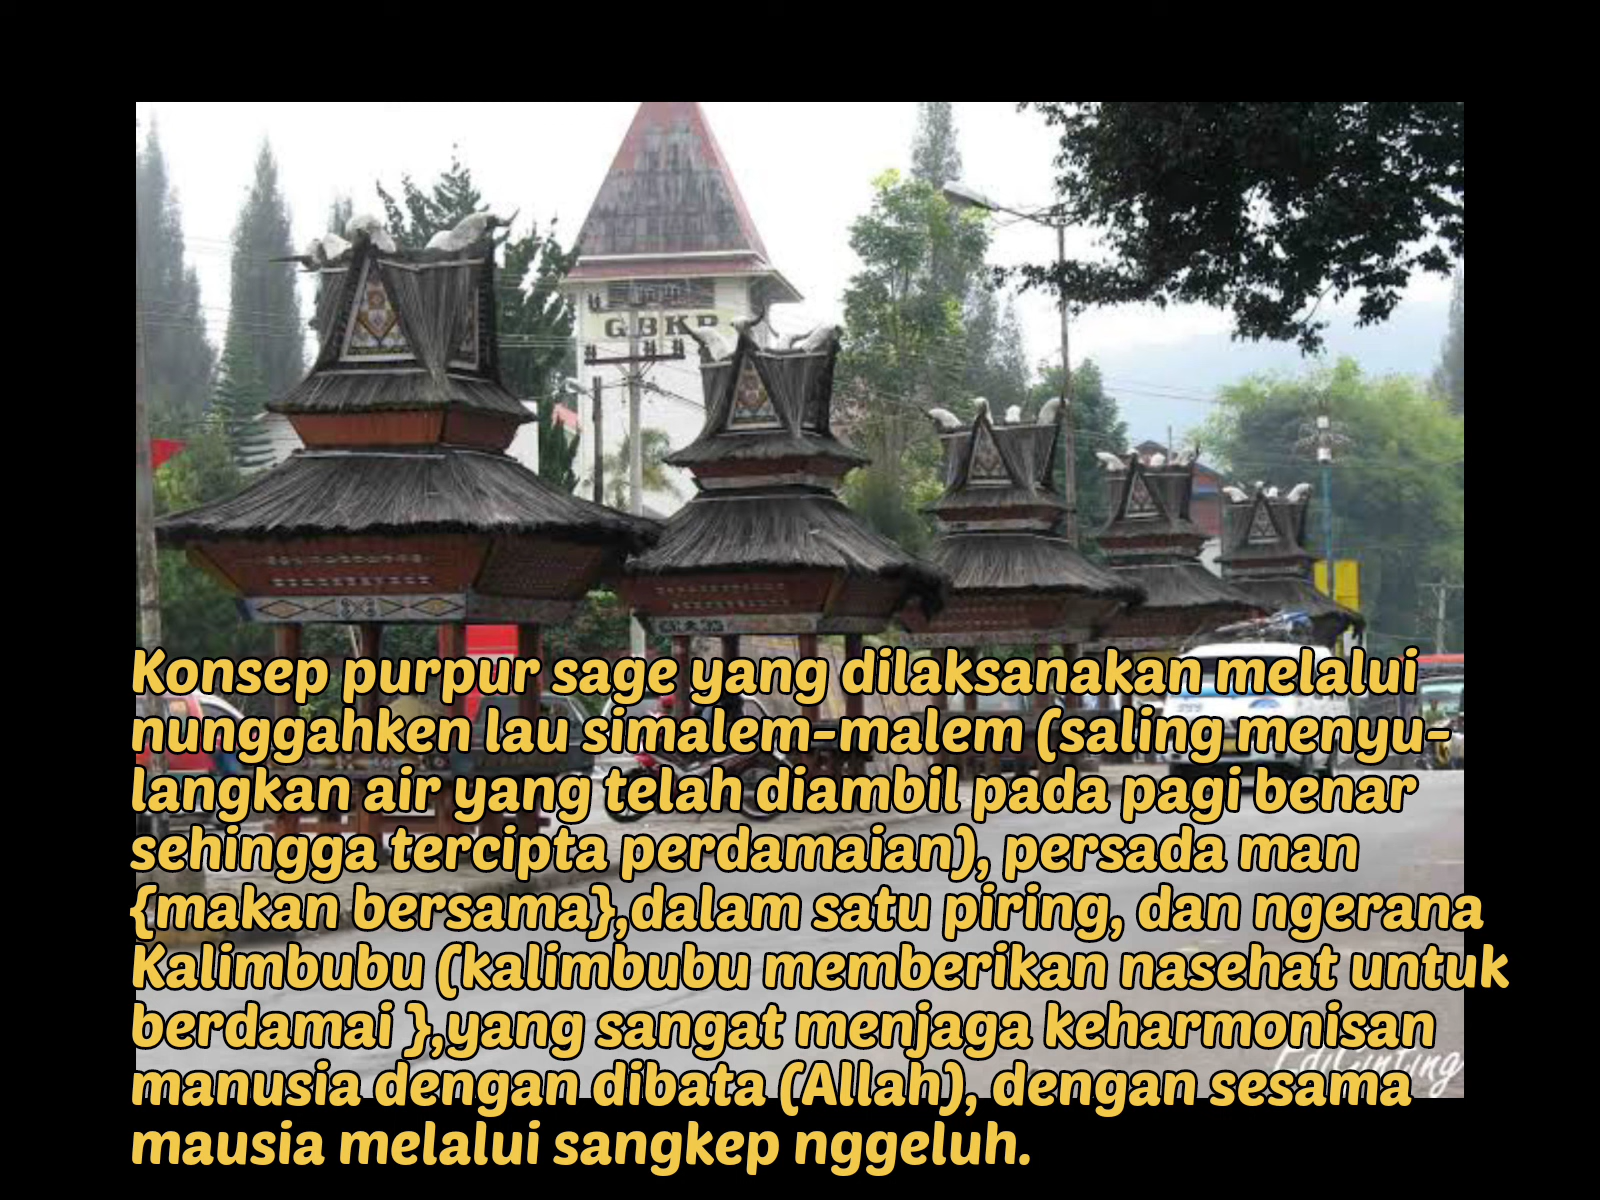 GBKP
Konsep purpur sage yang dilaksanakan melalui
nunggahken lau simalem-malem (saling menyu-
langkan air yang telah diambil pada pagi benar
sehingga tercipta perdamaian), persada man
{makan bersama},dalam satu piring, dan ngerana
Kalimbubu (kalimbubu memberikan nasehat untuk
berdamai },yang sangat menjaga keharmonisan
manusia dengan dibata (Allah), dengan sesama
mausia melalui sangkep nggeluh.